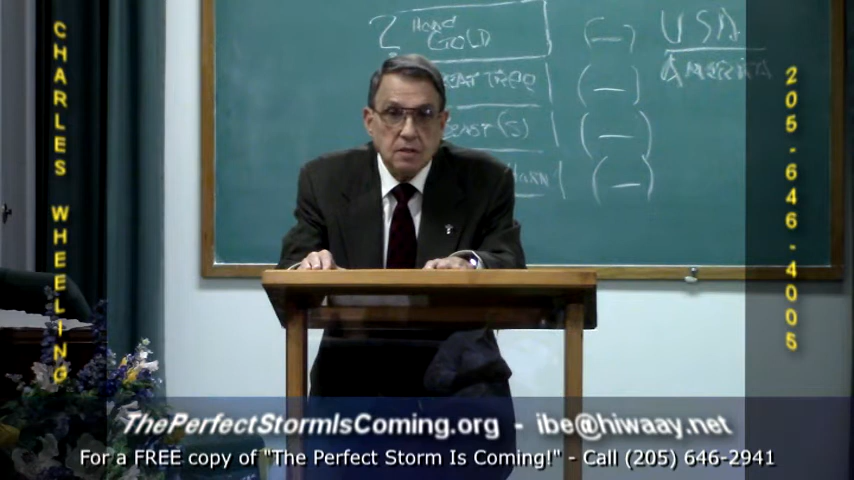 CHARLES WHEELING
? Head GOLD (—) USA
AMERICA
(—)
(—)
(—)
205-646-4005
ThePerfectStormIsComing.org - ibe@hiwaay.net
For a FREE copy of "The Perfect Storm Is Coming!" - Call (205) 646-2941